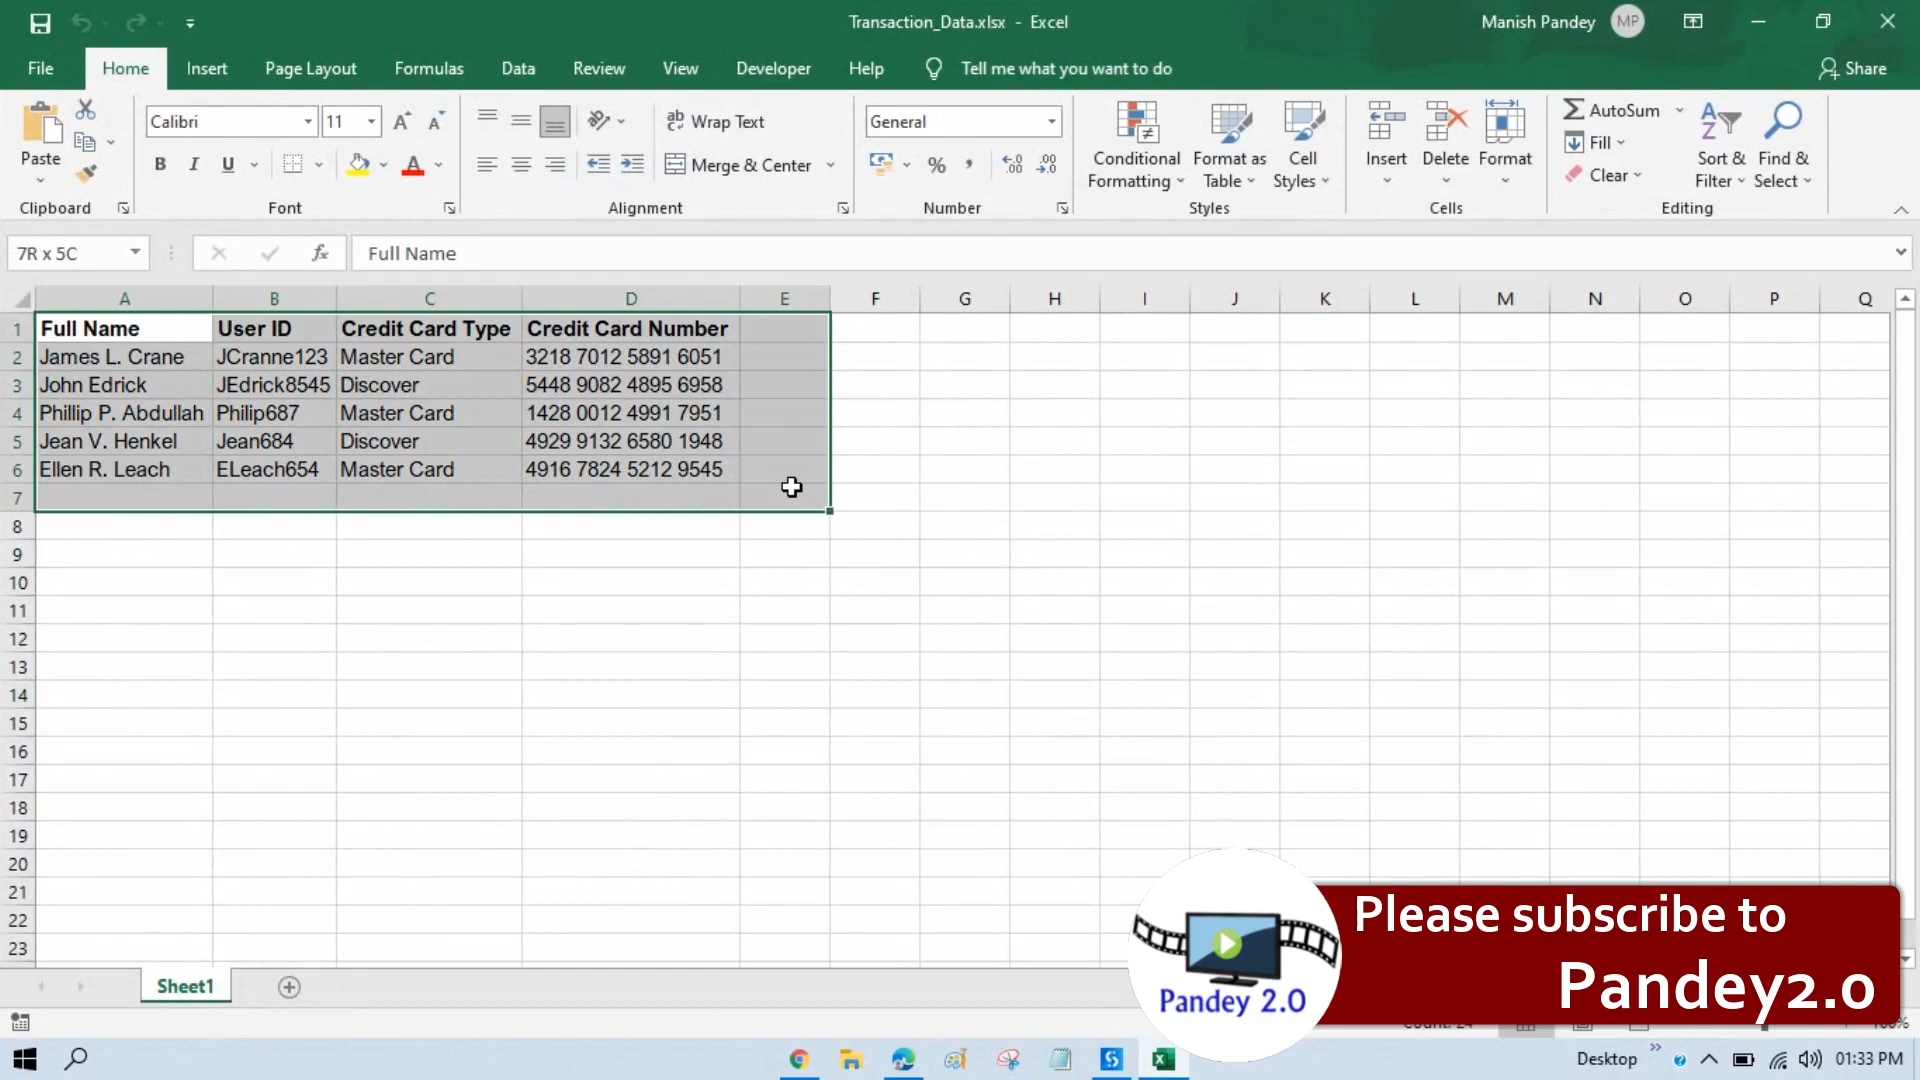 Transaction_Data.xlsx - Excel
Manish Pandey MP
File Home Insert Page Layout Formulas Data Review View Developer Help Tell me what you want to do Share
Paste
Clipboard
Calibri 11
B I U A
Font
ab Wrap Text
Merge & Center
Alignment
General
%
Number
Conditional Formatting
Format as Table
Cell Styles
Styles
Insert Delete Format
Cells
AutoSum
Fill
Clear
Sort & Filter
Find & Select
Editing
7R x 5C fx Full Name
A B C D E F G H I J K L M N O P Q
1 Full Name User ID Credit Card Type Credit Card Number
2 James L. Crane JCranne123 Master Card 3218 7012 5891 6051
3 John Edrick JEdrick8545 Discover 5448 9082 4895 6958
4 Phillip P. Abdullah Philip687 Master Card 1428 0012 4991 7951
5 Jean V. Henkel Jean684 Discover 4929 9132 6580 1948
6 Ellen R. Leach ELeach654 Master Card 4916 7824 5212 9545
7
8
9
10
11
12
13
14
15
16
17
18
19
20
21
22
23
Sheet1
Please subscribe to
Pandey2.0
Pandey 2.0
Desktop 01:33 PM